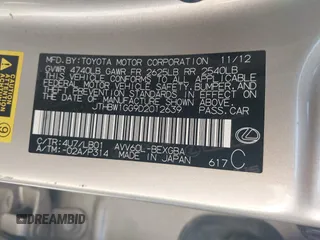 MFD. BY: TOYOTA MOTOR CORPORATION 11/12
GVWR 4740LB GAWR FR 2625LB RR 2540LB
THIS VEHICLE CONFORMS TO ALL APPLICABLE
FEDERAL MOTOR VEHICLE SAFETY, BUMPER, AND
THEFT PREVENTION STANDARDS IN EFFECT ON
THE DATE OF MANUFACTURE SHOWN ABOVE.
JTHBW1GG92D2012639 PASS.CAR
C/TR: 4U7/LB01 AVV60L-BEXGBA
A/TM: -02A/P314 MADE IN JAPAN 617 C
DREAMBID